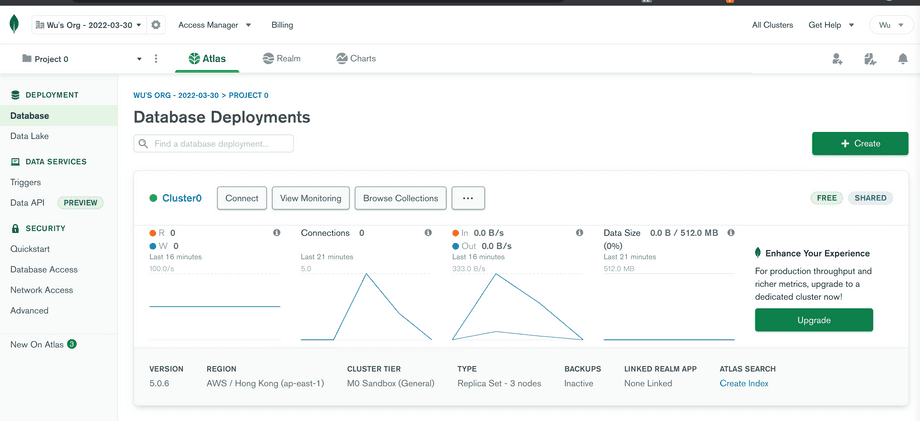 Wu's Org - 2022-03-30
Access Manager
Billing
All Clusters
Get Help
Wu
Project 0
Atlas
Realm
Charts
DEPLOYMENT
Database
Data Lake
DATA SERVICES
Triggers
Data API PREVIEW
SECURITY
Quickstart
Database Access
Network Access
Advanced
New On Atlas 3
WU'S ORG - 2022-03-30 > PROJECT 0
Database Deployments
Find a database deployment...
+ Create
Cluster0
Connect
View Monitoring
Browse Collections
...
FREE
SHARED
R 0
W 0
Last 16 minutes
100.0/s
Connections 0
Last 21 minutes
5.0
In 0.0 B/s
Out 0.0 B/s
Last 16 minutes
333.0 B/s
Data Size 0.0 B / 512.0 MB
(0%)
Last 21 minutes
512.0 MB
Enhance Your Experience
For production throughput and
richer metrics, upgrade to a
dedicated cluster now!
Upgrade
VERSION
5.0.6
REGION
AWS / Hong Kong (ap-east-1)
CLUSTER TIER
M0 Sandbox (General)
TYPE
Replica Set - 3 nodes
BACKUPS
Inactive
LINKED REALM APP
None Linked
ATLAS SEARCH
Create Index